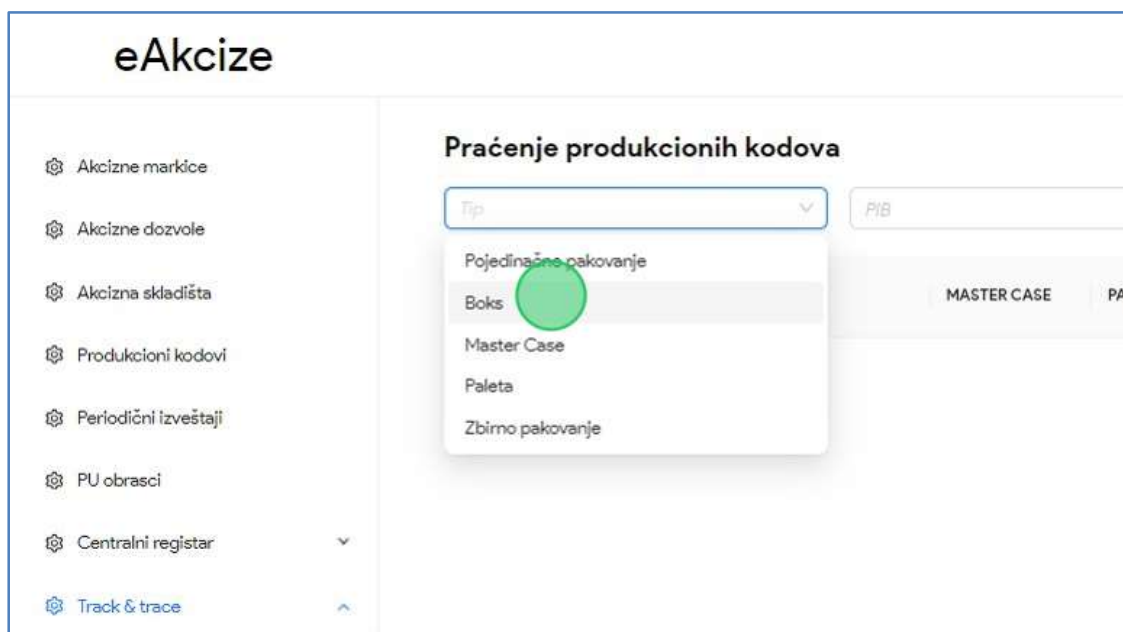 eAkcize
Akcizne markice
Akcizne dozvole
Akcizna skladišta
Produkcioni kodovi
Periodični izveštaji
PU obrasci
Centralni registar
Track & trace
Praćenje produkcionih kodova
Tip
PIB
Pojedinačno pakovanje
Boks
Master Case
Paleta
Zbirno pakovanje
MASTER CASE
PA